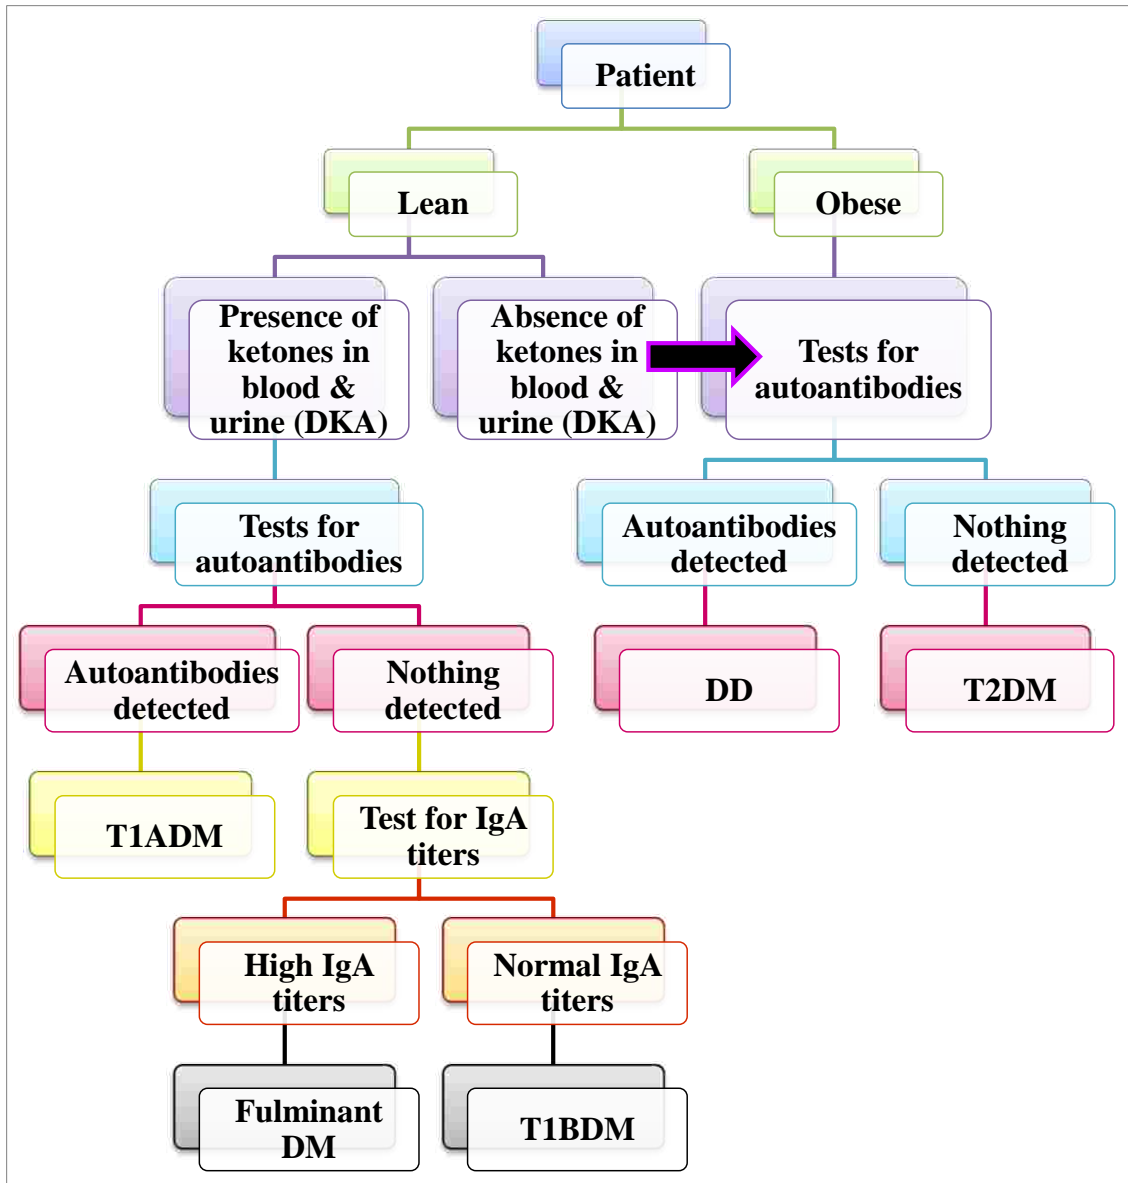 Patient
Lean
Obese
Presence of
ketones in
blood &
urine (DKA)
Absence of
ketones in
blood &
urine (DKA)
Tests for
autoantibodies
Tests for
autoantibodies
Autoantibodies
detected
Nothing
detected
Autoantibodies
detected
Nothing
detected
DD
T2DM
T1ADM
Test for IgA
titers
High IgA
titers
Normal IgA
titers
Fulminant
DM
T1BDM